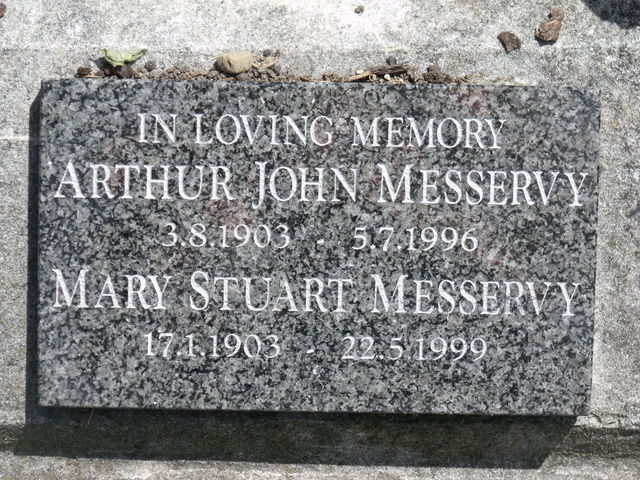 IN LOVING MEMORY
ARTHUR JOHN MESSERVY
3.8.1903 - 5.7.1996
MARY STUART MESSERVY
17.1.1903 - 22.5.1999